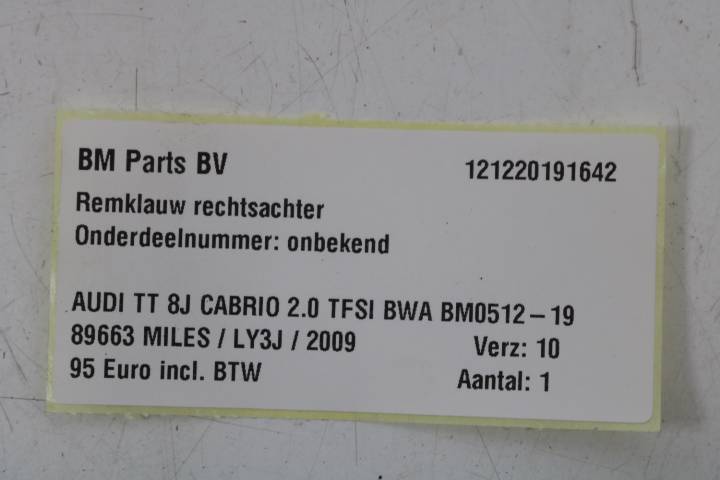 BM Parts BV 121220191642
Remklauw rechtsachter
Onderdeelnummer: onbekend
AUDI TT 8J CABRIO 2.0 TFSI BWA BM0512-19
89663 MILES / LY3J / 2009 Verz: 10
95 Euro incl. BTW Aantal: 1